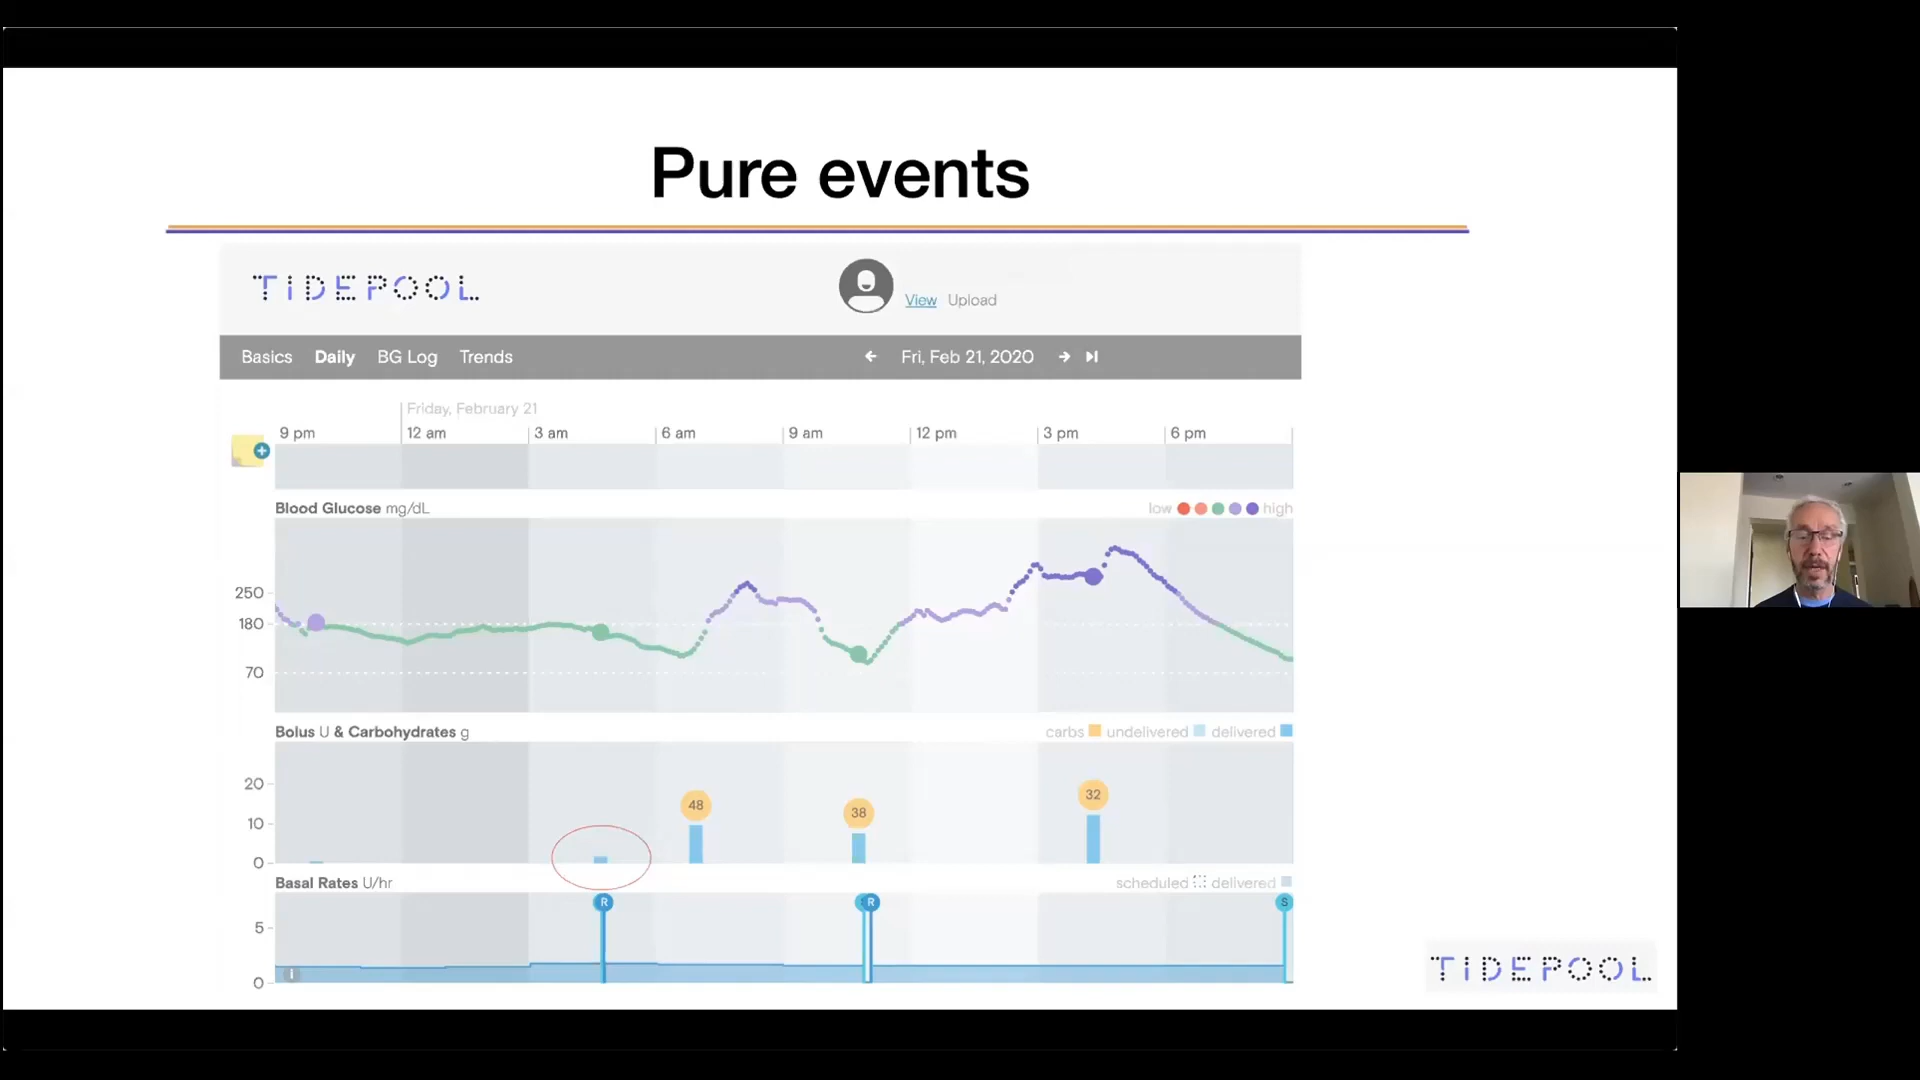 Pure events
TIDEPOOL
View Upload
Basics Daily BG Log Trends Fri, Feb 21, 2020
Friday, February 21
9 pm 12 am 3 am 6 am 9 am 12 pm 3 pm 6 pm
Blood Glucose mg/dL low high
250
180
70
Bolus U & Carbohydrates g carbs undelivered delivered
20
10
0
48 38 32
Basal Rates U/hr scheduled delivered
R R S
5
0
i
TIDEPOOL